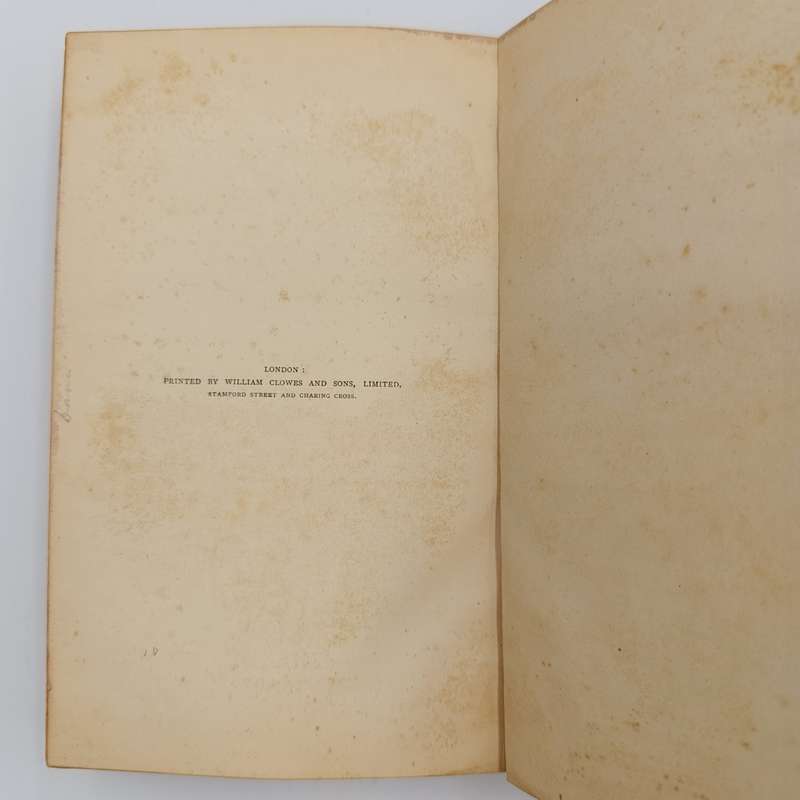 LONDON:
PRINTED BY WILLIAM CLOWES AND SONS, LIMITED,
STAMFORD STREET AND CHARING CROSS.